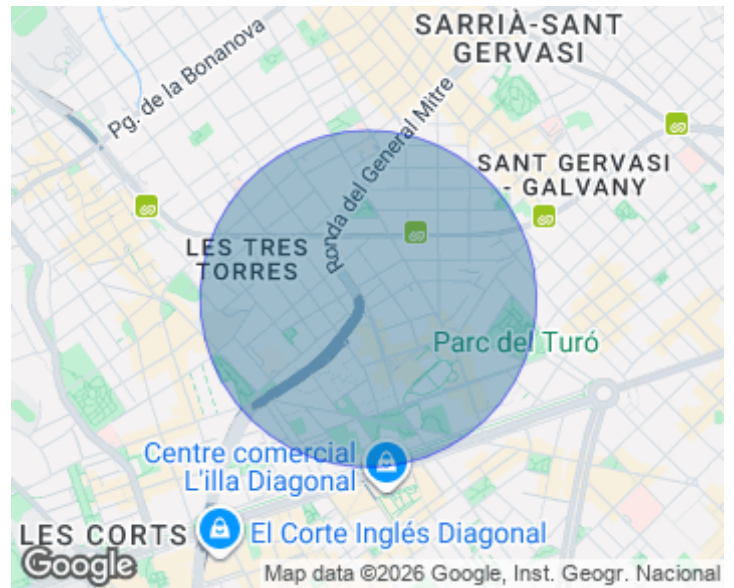 SARRIÀ-SANT
GERVASI
Pg. de la Bonanova
Ronda del General Mitre
SANT GERVASI
- GALVANY
LES TRES
TORRES
Parc del Turó
Centre comercial
L'illa Diagonal
LES CORTS
El Corte Inglés Diagonal
Google
Map data ©2026 Google, Inst. Geogr. Nacional